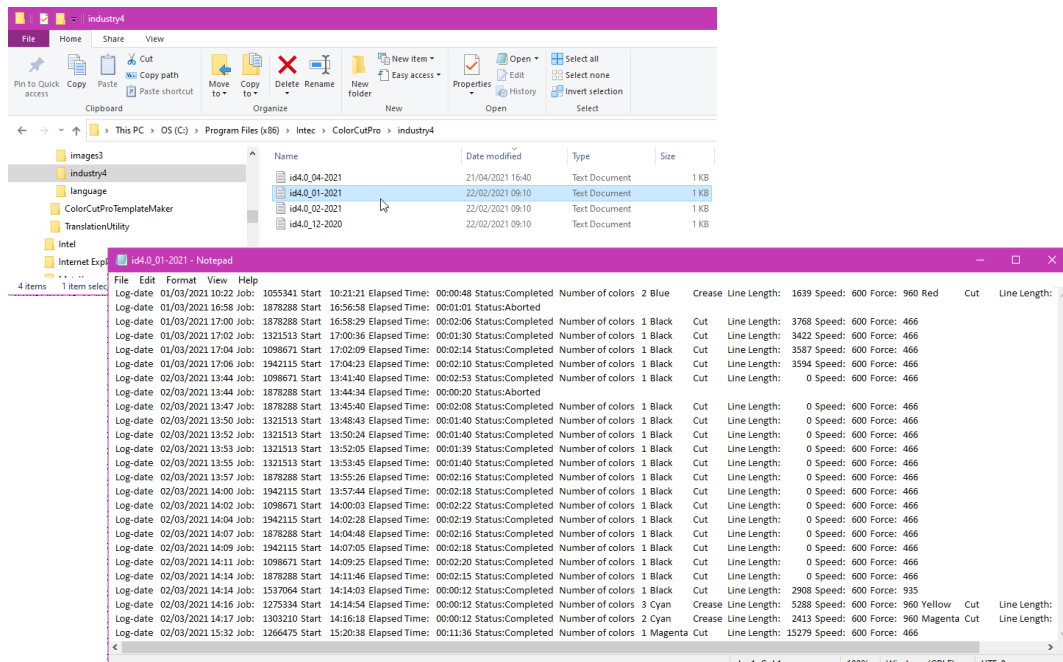 industry4
File Home Share View
Pin to Quick access
Copy
Paste
Cut
Copy path
Paste shortcut
Move to
Copy to
Delete
Rename
New folder
New item
Easy access
Properties
Open
Edit
History
Select all
Select none
Invert selection
Clipboard Organize New Open Select
This PC > OS (C:) > Program Files (x86) > Intec > ColorCutPro > industry4
images3
industry4
language
ColorCutProTemplateMaker
TranslationUtility
Intel
Internet Exp
Name Date modified Type Size
id4.0_04-2021 21/04/2021 16:40 Text Document 1 KB
id4.0_01-2021 22/02/2021 09:10 Text Document 1 KB
id4.0_02-2021 22/02/2021 09:10 Text Document 1 KB
id4.0_12-2020 22/02/2021 09:10 Text Document 1 KB
4 items 1 item selec
id4.0_01-2021 - Notepad
File Edit Format View Help
Log-date 01/03/2021 10:22 Job: 1055341 Start 10:21:21 Elapsed Time: 00:00:48 Status:Completed Number of colors 2 Blue Crease Line Length: 1639 Speed: 600 Force: 960 Red Cut Line Length:
Log-date 01/03/2021 16:58 Job: 1878288 Start 16:56:58 Elapsed Time: 00:01:01 Status:Aborted
Log-date 01/03/2021 17:00 Job: 1878288 Start 16:58:29 Elapsed Time: 00:02:06 Status:Completed Number of colors 1 Black Cut Line Length: 3768 Speed: 600 Force: 466
Log-date 01/03/2021 17:02 Job: 1321513 Start 17:00:36 Elapsed Time: 00:01:30 Status:Completed Number of colors 1 Black Cut Line Length: 3422 Speed: 600 Force: 466
Log-date 01/03/2021 17:04 Job: 1098671 Start 17:02:09 Elapsed Time: 00:02:14 Status:Completed Number of colors 1 Black Cut Line Length: 3587 Speed: 600 Force: 466
Log-date 01/03/2021 17:06 Job: 1942115 Start 17:04:23 Elapsed Time: 00:02:10 Status:Completed Number of colors 1 Black Cut Line Length: 3594 Speed: 600 Force: 466
Log-date 02/03/2021 13:44 Job: 1098671 Start 13:41:40 Elapsed Time: 00:02:53 Status:Completed Number of colors 1 Black Cut Line Length: 0 Speed: 600 Force: 466
Log-date 02/03/2021 13:44 Job: 1878288 Start 13:44:34 Elapsed Time: 00:00:20 Status:Aborted
Log-date 02/03/2021 13:47 Job: 1878288 Start 13:45:40 Elapsed Time: 00:02:08 Status:Completed Number of colors 1 Black Cut Line Length: 0 Speed: 600 Force: 466
Log-date 02/03/2021 13:50 Job: 1321513 Start 13:48:43 Elapsed Time: 00:01:40 Status:Completed Number of colors 1 Black Cut Line Length: 0 Speed: 600 Force: 466
Log-date 02/03/2021 13:52 Job: 1321513 Start 13:50:24 Elapsed Time: 00:01:40 Status:Completed Number of colors 1 Black Cut Line Length: 0 Speed: 600 Force: 466
Log-date 02/03/2021 13:53 Job: 1321513 Start 13:52:05 Elapsed Time: 00:01:39 Status:Completed Number of colors 1 Black Cut Line Length: 0 Speed: 600 Force: 466
Log-date 02/03/2021 13:55 Job: 1321513 Start 13:53:45 Elapsed Time: 00:01:40 Status:Completed Number of colors 1 Black Cut Line Length: 0 Speed: 600 Force: 466
Log-date 02/03/2021 13:57 Job: 1878288 Start 13:55:26 Elapsed Time: 00:02:16 Status:Completed Number of colors 1 Black Cut Line Length: 0 Speed: 600 Force: 466
Log-date 02/03/2021 14:00 Job: 1942115 Start 13:57:44 Elapsed Time: 00:02:18 Status:Completed Number of colors 1 Black Cut Line Length: 0 Speed: 600 Force: 466
Log-date 02/03/2021 14:02 Job: 1098671 Start 14:00:03 Elapsed Time: 00:02:22 Status:Completed Number of colors 1 Black Cut Line Length: 0 Speed: 600 Force: 466
Log-date 02/03/2021 14:04 Job: 1942115 Start 14:02:28 Elapsed Time: 00:02:19 Status:Completed Number of colors 1 Black Cut Line Length: 0 Speed: 600 Force: 466
Log-date 02/03/2021 14:07 Job: 1878288 Start 14:04:48 Elapsed Time: 00:02:16 Status:Completed Number of colors 1 Black Cut Line Length: 0 Speed: 600 Force: 466
Log-date 02/03/2021 14:09 Job: 1942115 Start 14:07:05 Elapsed Time: 00:02:18 Status:Completed Number of colors 1 Black Cut Line Length: 0 Speed: 600 Force: 466
Log-date 02/03/2021 14:11 Job: 1098671 Start 14:09:25 Elapsed Time: 00:02:20 Status:Completed Number of colors 1 Black Cut Line Length: 0 Speed: 600 Force: 466
Log-date 02/03/2021 14:14 Job: 1878288 Start 14:11:46 Elapsed Time: 00:02:15 Status:Completed Number of colors 1 Black Cut Line Length: 0 Speed: 600 Force: 466
Log-date 02/03/2021 14:14 Job: 1537064 Start 14:14:03 Elapsed Time: 00:00:12 Status:Completed Number of colors 1 Black Cut Line Length: 2908 Speed: 600 Force: 935
Log-date 02/03/2021 14:16 Job: 1275334 Start 14:14:54 Elapsed Time: 00:00:12 Status:Completed Number of colors 3 Cyan Crease Line Length: 5288 Speed: 600 Force: 960 Yellow Cut Line Length:
Log-date 02/03/2021 14:17 Job: 1303210 Start 14:16:18 Elapsed Time: 00:00:12 Status:Completed Number of colors 2 Cyan Crease Line Length: 2413 Speed: 600 Force: 960 Magenta Cut Line Length:
Log-date 02/03/2021 15:32 Job: 1266475 Start 15:20:38 Elapsed Time: 00:11:36 Status:Completed Number of colors 1 Magenta Cut Line Length: 15279 Speed: 600 Force: 466